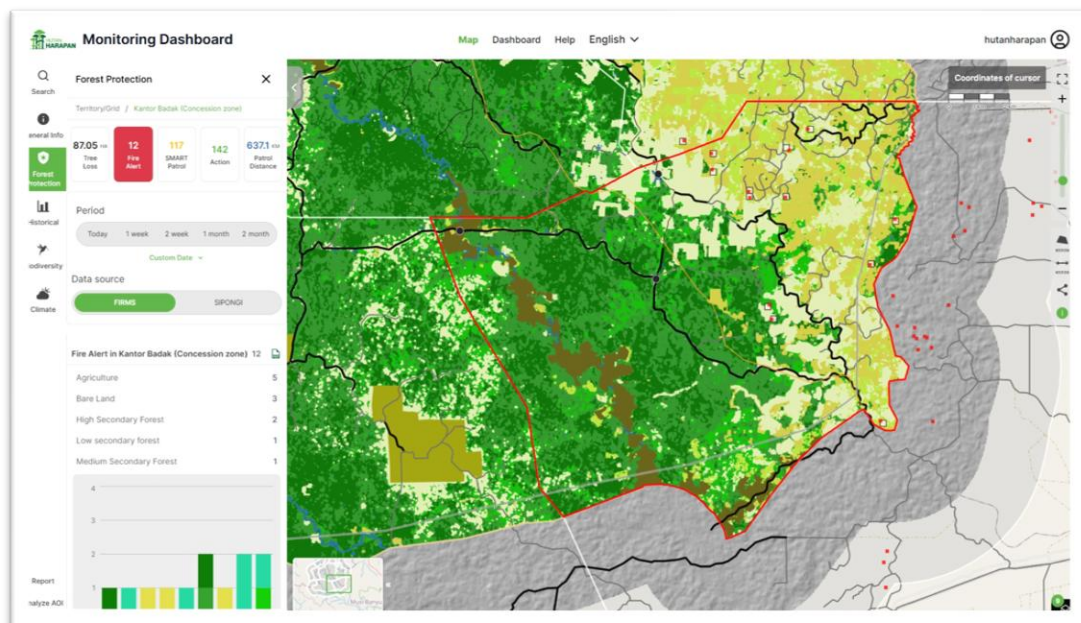 HUTAN
HARAPAN
Monitoring Dashboard
Map
Dashboard
Help
English
hutanharapan
Search
eneral Info
Forest
Protection
Historical
iodiversity
Climate
Report
nalyze AOI
Forest Protection
Territory/Grid / Kantor Badak (Concession zone)
87.05 HA
Tree
Loss
12
Fire
Alert
117
SMART
Patrol
142
Action
637.1 KM
Patrol
Distance
Period
Today
1 week
2 week
1 month
2 month
Custom Date
Data source
FIRMS
SIPONGI
Fire Alert in Kantor Badak (Concession zone) 12
Agriculture 5
Bare Land 3
High Secondary Forest 2
Low secondary forest 1
Medium Secondary Forest 1
4
3
2
1
Coordinates of cursor